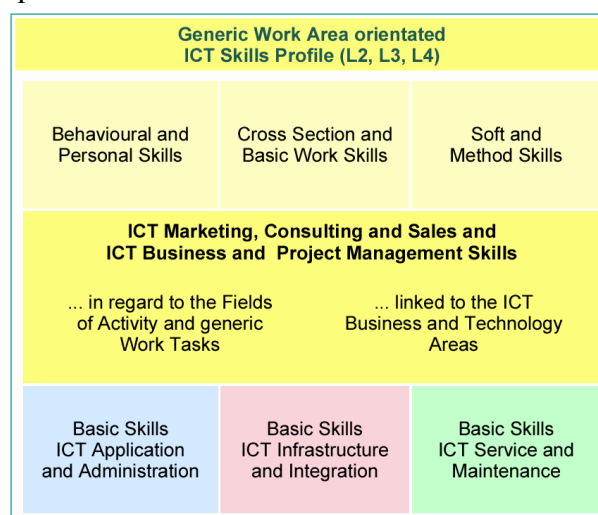 Generic Work Area orientated
ICT Skills Profile (L2, L3, L4)
Behavioural and
Personal Skills
Cross Section and
Basic Work Skills
Soft and
Method Skills
ICT Marketing, Consulting and Sales and
ICT Business and Project Management Skills
... in regard to the Fields
of Activity and generic
Work Tasks
... linked to the ICT
Business and Technology
Areas
Basic Skills
ICT Application
and Administration
Basic Skills
ICT Infrastructure
and Integration
Basic Skills
ICT Service and
Maintenance